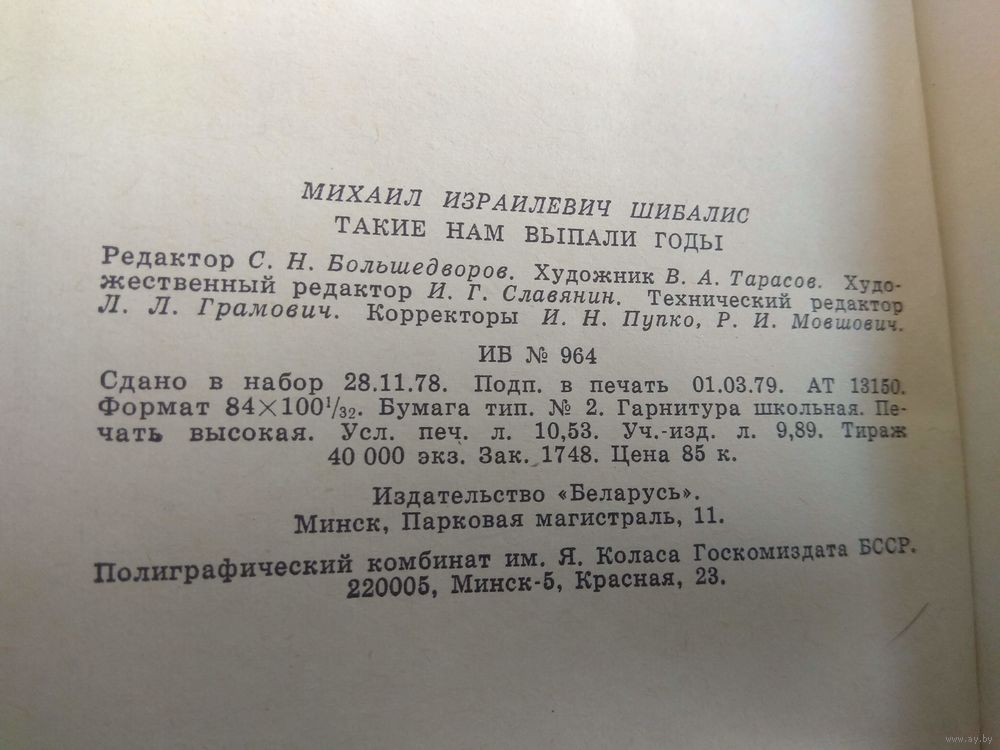 МИХАИЛ ИЗРАИЛЕВИЧ ШИБАЛИС
ТАКИЕ НАМ ВЫПАЛИ ГОДЫ
Редактор С. Н. Большедворов. Художник В. А. Тарасов. Худо-
жественный редактор И. Г. Славянин. Технический редактор
Л. Л. Грамович. Корректоры И. Н. Пупко, Р. И. Мовшович.
ИБ № 964
Сдано в набор 28.11.78. Подп. в печать 01.03.79. АТ 13150.
Формат 84×100¹/₃₂. Бумага тип. № 2. Гарнитура школьная. Пе-
чать высокая. Усл. печ. л. 10,53. Уч.-изд. л. 9,89. Тираж
40 000 экз. Зак. 1748. Цена 85 к.
Издательство «Беларусь».
Минск, Парковая магистраль, 11.
Полиграфический комбинат им. Я. Коласа Госкомиздата БССР.
220005, Минск-5, Красная, 23.
www.ay.by